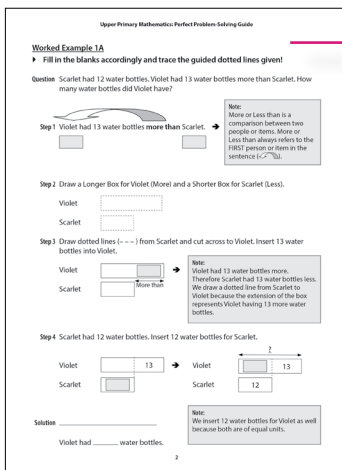 Upper Primary Mathematics: Perfect Problem-Solving Guide
Worked Example 1A
▶ Fill in the blanks accordingly and trace the guided dotted lines given!
Question Scarlet had 12 water bottles. Violet had 13 water bottles more than Scarlet. How
many water bottles did Violet have?
Step 1 Violet had 13 water bottles more than Scarlet. ➔
Note:
More or Less than is a
comparison between two
people or items. More or
Less than always refers to the
FIRST person or item in the
sentence ( ).
Step 2 Draw a Longer Box for Violet (More) and a Shorter Box for Scarlet (Less).
Violet
Scarlet
Step 3 Draw dotted lines (– – –) from Scarlet and cut across to Violet. Insert 13 water
bottles into Violet.
Violet
Scarlet
More than
➔
Note:
Violet had 13 water bottles more.
Therefore Scarlet had 13 water bottles less.
We draw a dotted line from Scarlet to
Violet because the extension of the box
represents Violet having 13 more water
bottles.
Step 4 Scarlet had 12 water bottles. Insert 12 water bottles for Scarlet.
?
Violet 13 ➔ Violet 13
Scarlet Scarlet 12
Solution ____________________
Note:
We insert 12 water bottles for Violet as well
because both are of equal units.
Violet had ______ water bottles.
2